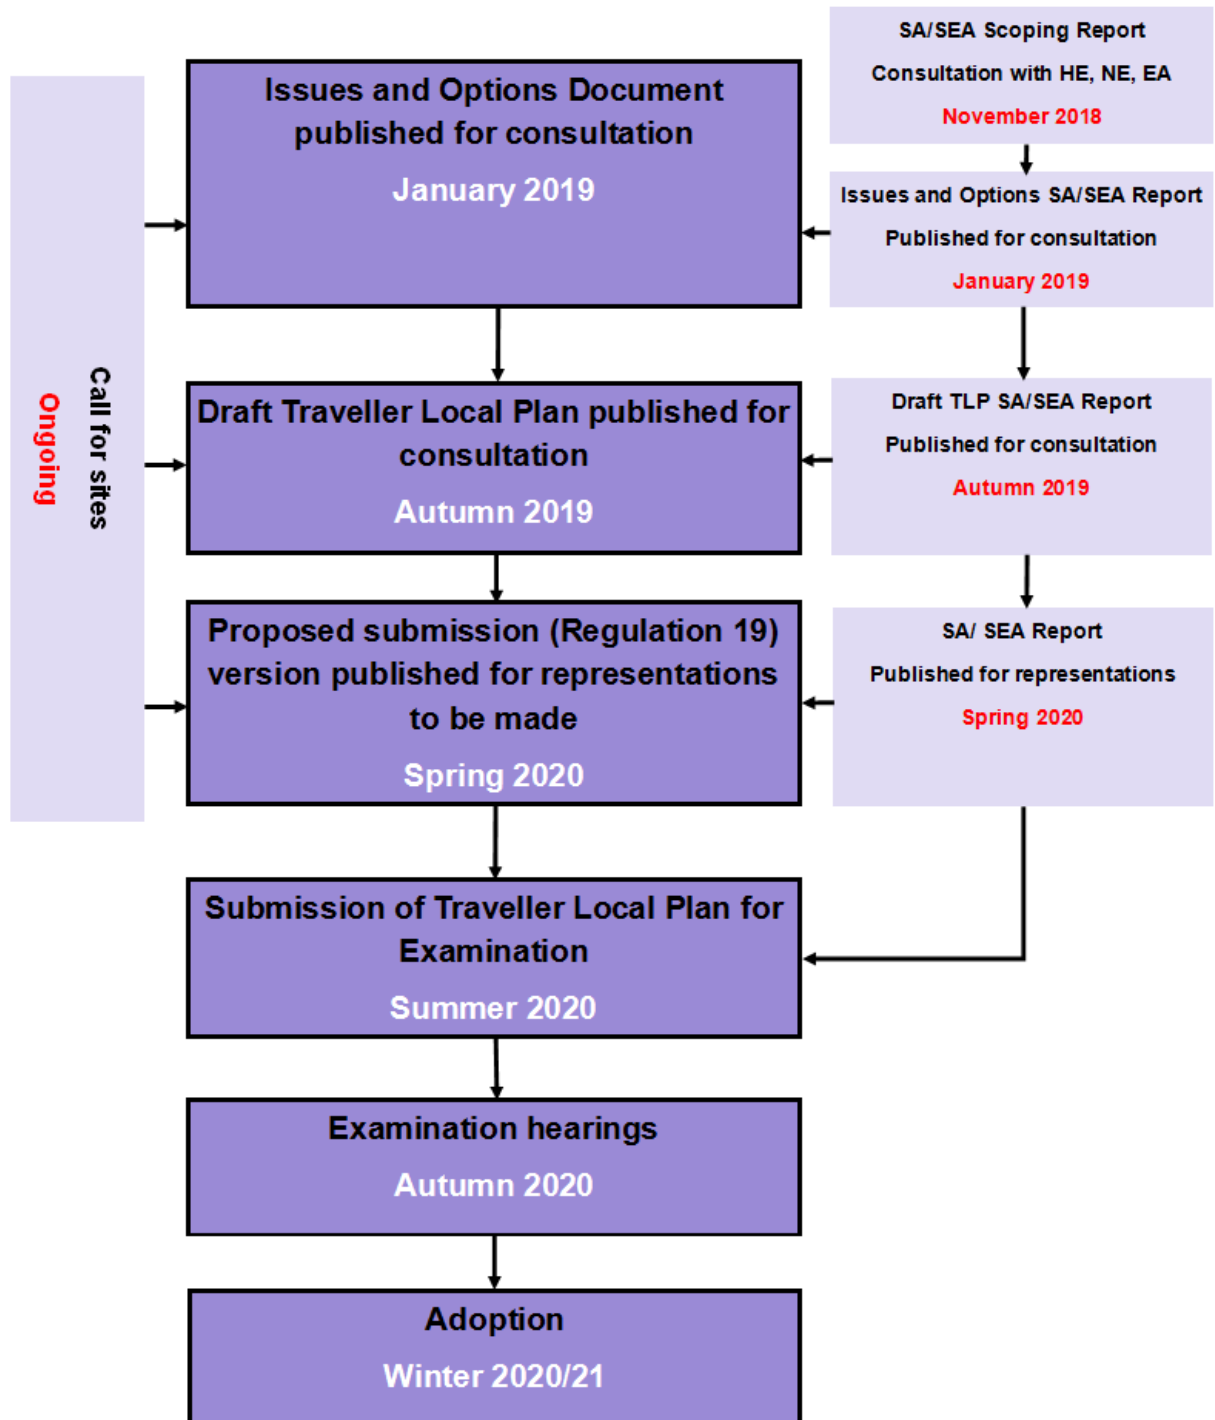 SA/SEA Scoping Report
Consultation with HE, NE, EA
November 2018
Issues and Options Document
published for consultation
January 2019
Issues and Options SA/SEA Report
Published for consultation
January 2019
Call for sites
Ongoing
Draft Traveller Local Plan published for
consultation
Autumn 2019
Draft TLP SA/SEA Report
Published for consultation
Autumn 2019
Proposed submission (Regulation 19)
version published for representations
to be made
Spring 2020
SA/ SEA Report
Published for representations
Spring 2020
Submission of Traveller Local Plan for
Examination
Summer 2020
Examination hearings
Autumn 2020
Adoption
Winter 2020/21